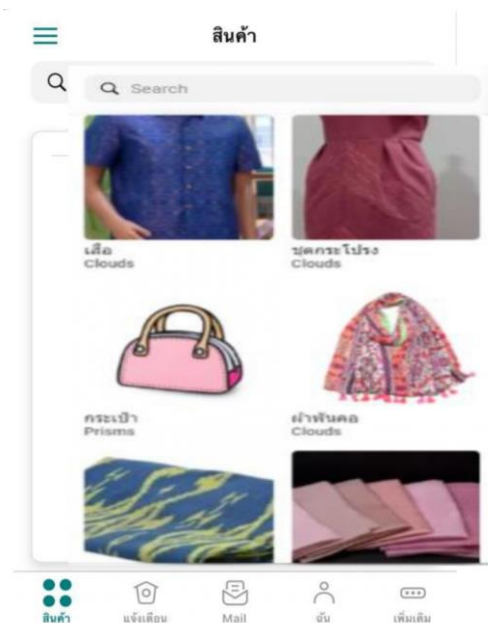 สินค้า
Search
เสื้อ
Clouds
ชุดกระโปรง
Clouds
กระเป๋า
Prisms
ผ้าพันคอ
Clouds
สินค้า
แจ้งเตือน
Mail
ฉัน
เพิ่มเติม